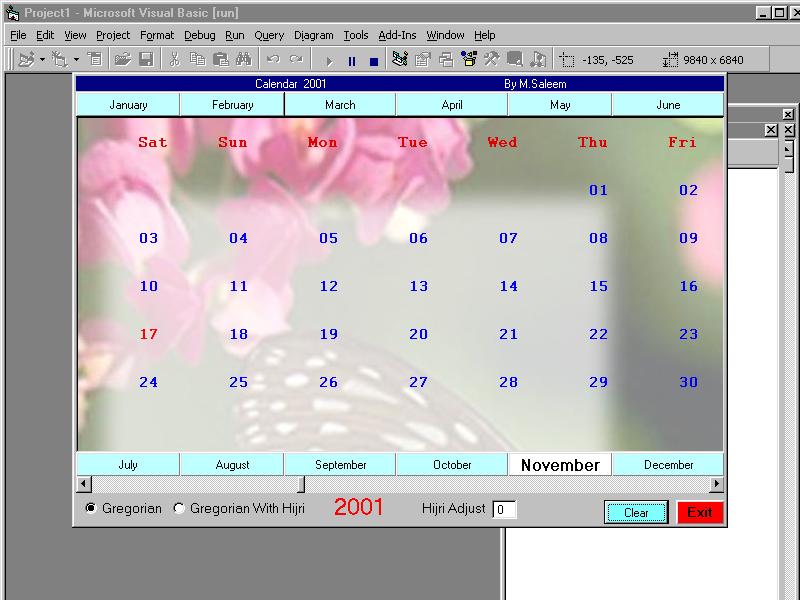 Project1 - Microsoft Visual Basic [run]
File Edit View Project Format Debug Run Query Diagram Tools Add-Ins Window Help
-135, -525 9840 x 6840
Calendar 2001 By M.Saleem
January February March April May June
Sat Sun Mon Tue Wed Thu Fri
01 02
03 04 05 06 07 08 09
10 11 12 13 14 15 16
17 18 19 20 21 22 23
24 25 26 27 28 29 30
July August September October November December
Gregorian Gregorian With Hijri 2001 Hijri Adjust 0 Clear Exit